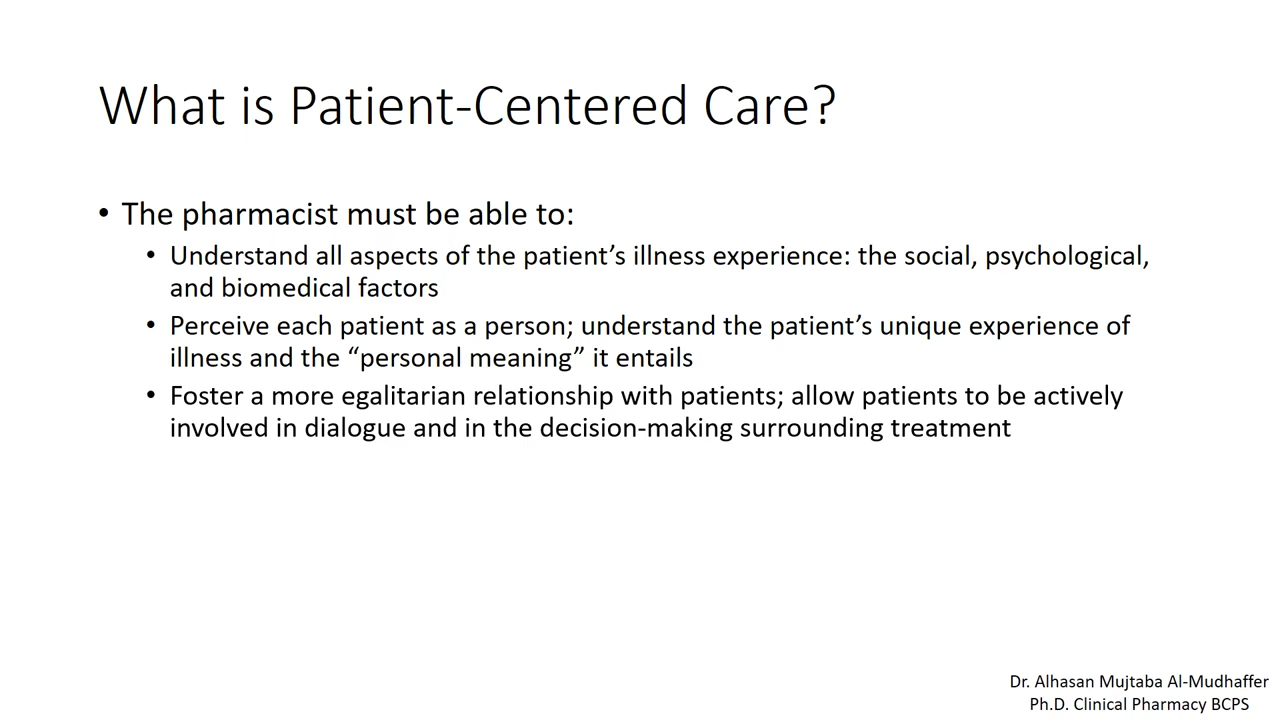 What is Patient-Centered Care?
• The pharmacist must be able to:
• Understand all aspects of the patient’s illness experience: the social, psychological,
and biomedical factors
• Perceive each patient as a person; understand the patient’s unique experience of
illness and the “personal meaning” it entails
• Foster a more egalitarian relationship with patients; allow patients to be actively
involved in dialogue and in the decision-making surrounding treatment
Dr. Alhasan Mujtaba Al-Mudhaffer
Ph.D. Clinical Pharmacy BCPS